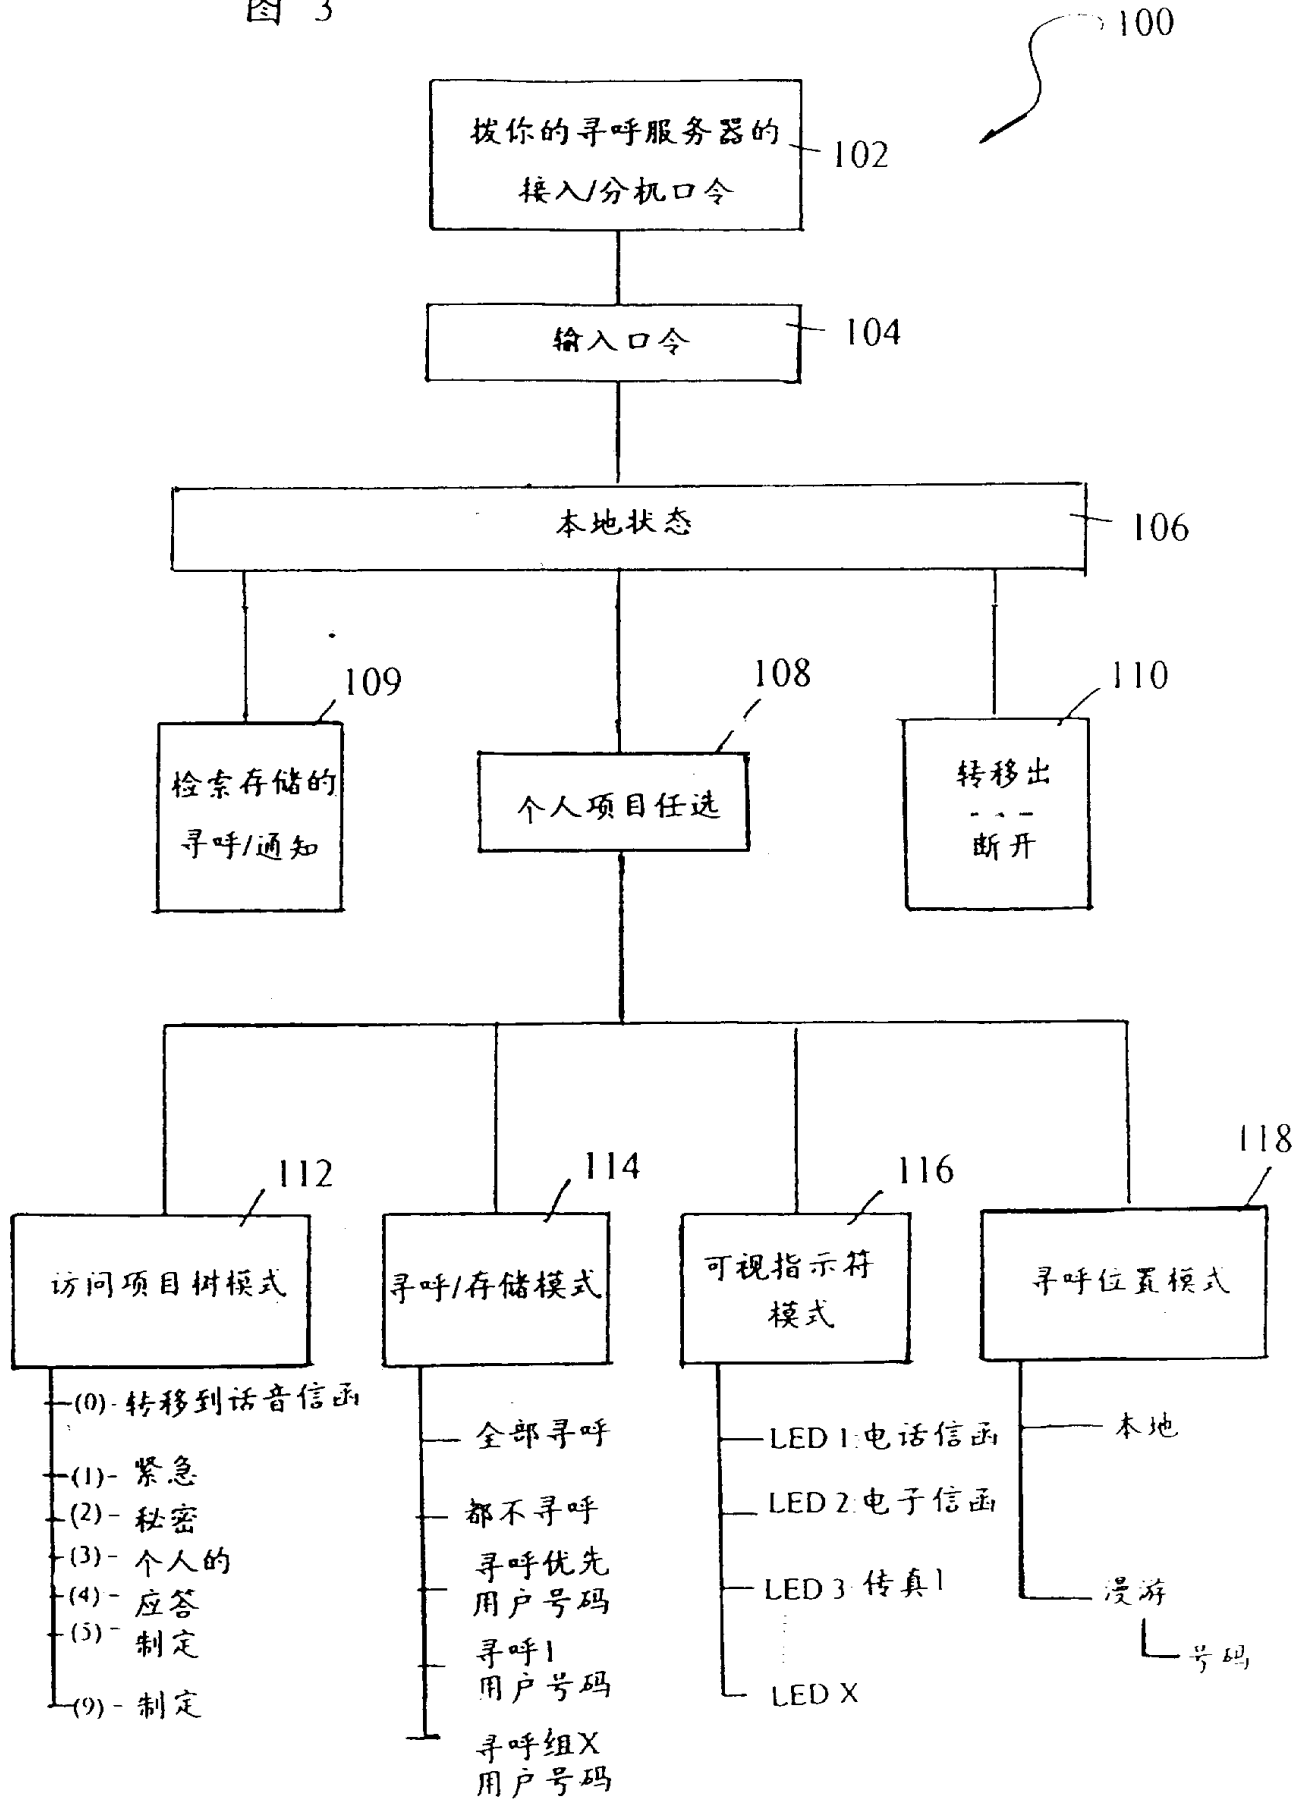 图 3
100
拨你的寻呼服务器的
接入/分机口令
102
输入口令
104
本地状态
106
109
108
110
检索存储的
寻呼/通知
个人项目任选
转移出
断开
112
114
116
118
访问项目树模式
寻呼/存储模式
可视指示符
模式
寻呼位置模式
(0)-转移到话音信函
(1)-紧急
(2)-秘密
(3)-个人的
(4)-应答
(5)-制定
(9)-制定
全部寻呼
都不寻呼
寻呼优先
用户号码
寻呼1
用户号码
寻呼组X
用户号码
LED 1:电话信函
LED 2:电子信函
LED 3 传真1
LED X
本地
漫游
号码